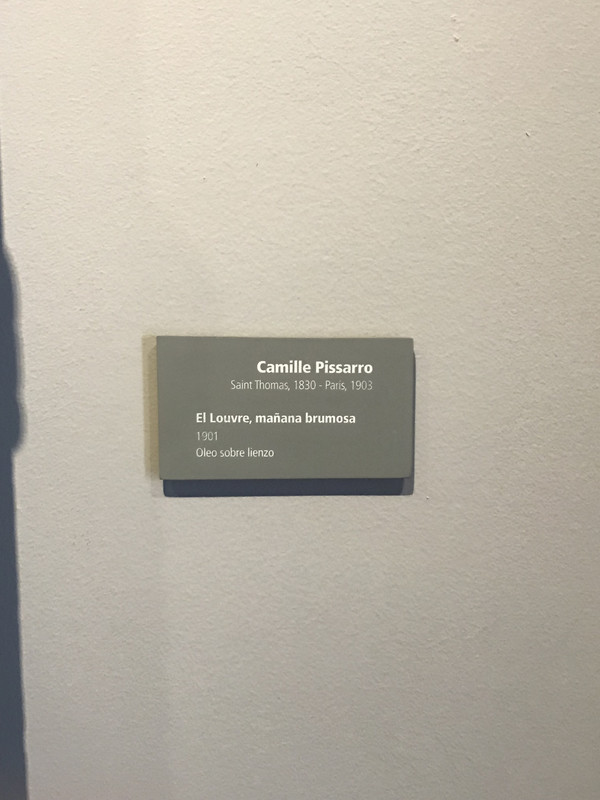 Camille Pissarro
Saint Thomas, 1830 - Paris, 1903
El Louvre, mañana brumosa
1901
Oleo sobre lienzo